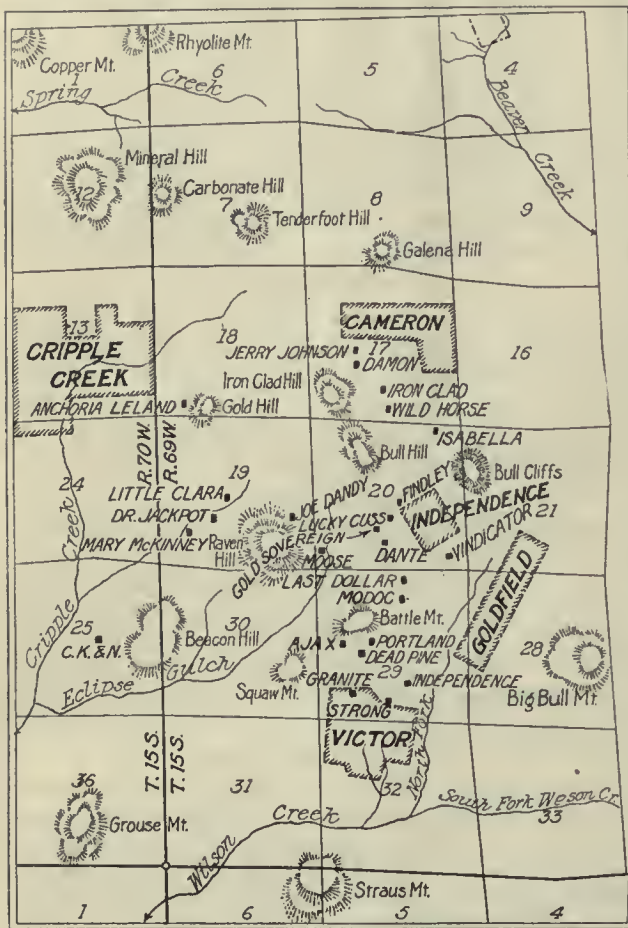 Copper Mt.
Rhyolite Mt.
1
6
5
4
Spring Creek
Beaver Creek
Mineral Hill
12
Carbonate Hill
7
Tenderfoot Hill
8
9
Galena Hill
13
CRIPPLE
CREEK
18
CAMERON
17
16
JERRY JOHNSON
DAMON
Iron Clad Hill
IRON CLAD
WILD HORSE
ANCHORIA LELAND
Gold Hill
R.70W.
R.69W.
Bull Hill
ISABELLA
Bull Cliffs
24
19
20
21
LITTLE CLARA
DR. JACKPOT
MARY McKINNEY
Raven
Hill
JOE DANDY
LUCKY CUSS
GOLD SOVEREIGN
FINDLEY
INDEPENDENCE
VINDICATOR
DANTE
MOOSE
LAST DOLLAR
MODOC
GOLDFIELD
Cripple Creek
25
C.K.&N.
Beacon Hill
30
Eclipse Gulch
Battle Mt.
AJAX
PORTLAND
DEAD PINE
Squaw Mt.
29
28
GRANITE
INDEPENDENCE
Big Bull Mt.
STRONG
VICTOR
North Fork
T.15S.
T.15S.
36
Grouse Mt.
31
32
33
Wilson Creek
South Fork Weson Cr.
Straus Mt.
1
6
5
4